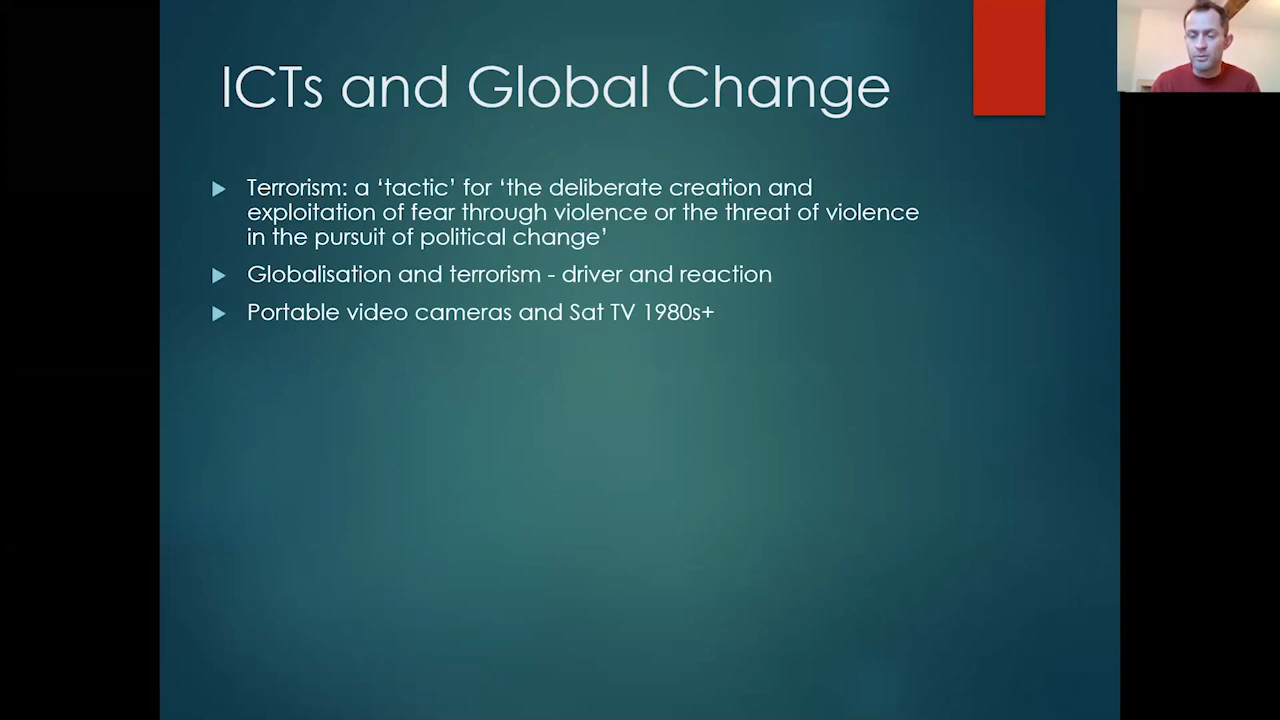 ICTs and Global Change
Terrorism: a ‘tactic’ for ‘the deliberate creation and
exploitation of fear through violence or the threat of violence
in the pursuit of political change’
Globalisation and terrorism - driver and reaction
Portable video cameras and Sat TV 1980s+